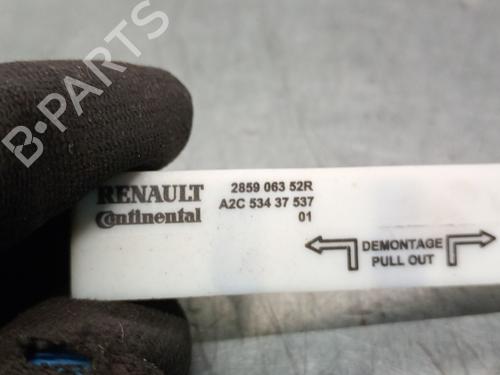 B-PARTS
RENAULT 2859 063 52R
Continental A2C 534 37 537
01
DEMONTAGE
PULL OUT